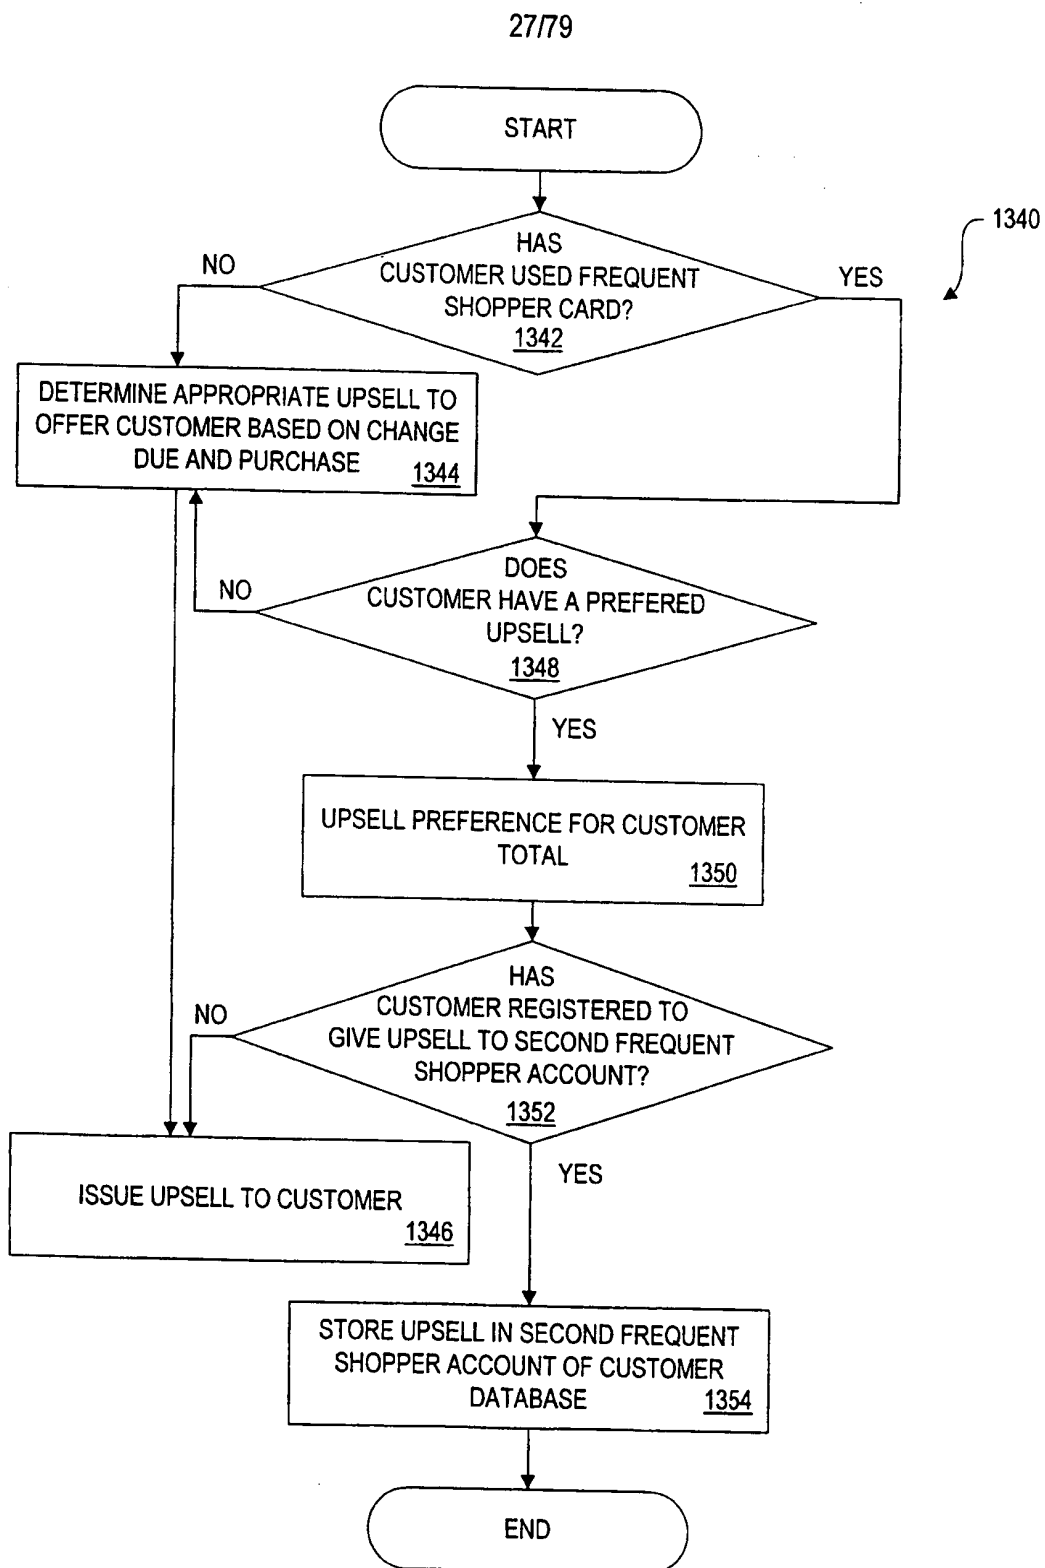 27/79
START
1340
HAS
CUSTOMER USED FREQUENT
SHOPPER CARD?
1342
NO
YES
DETERMINE APPROPRIATE UPSELL TO
OFFER CUSTOMER BASED ON CHANGE
DUE AND PURCHASE
1344
DOES
CUSTOMER HAVE A PREFERED
UPSELL?
1348
NO
YES
UPSELL PREFERENCE FOR CUSTOMER
TOTAL
1350
HAS
CUSTOMER REGISTERED TO
GIVE UPSELL TO SECOND FREQUENT
SHOPPER ACCOUNT?
1352
NO
YES
ISSUE UPSELL TO CUSTOMER
1346
STORE UPSELL IN SECOND FREQUENT
SHOPPER ACCOUNT OF CUSTOMER
DATABASE
1354
END